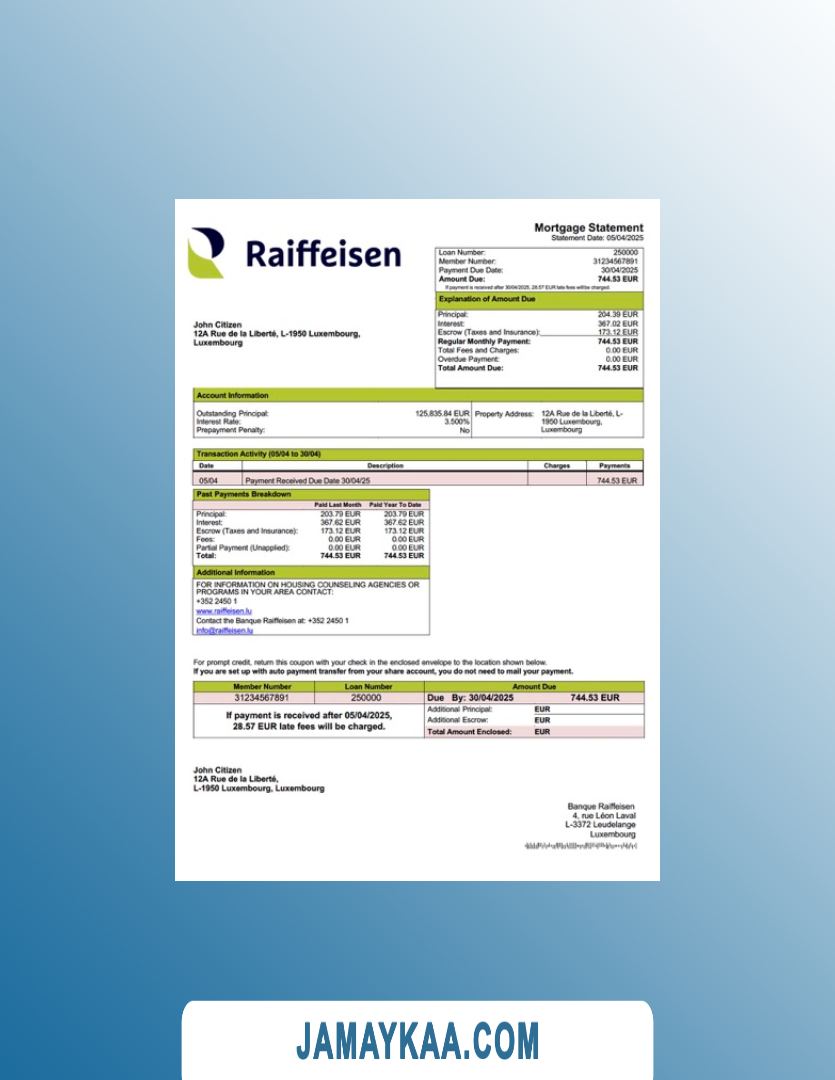 Raiffeisen
Mortgage Statement
Statement Date: 05/04/2025
Loan Number: 250000
Member Number: 31234567891
Payment Due Date: 30/04/2025
Amount Due: 744.53 EUR
If payment is received after 30/04/2025, 28.57 EUR late fees will be charged.
Explanation of Amount Due
Principal: 204.39 EUR
Interest: 367.02 EUR
Escrow (Taxes and Insurance): 173.12 EUR
Regular Monthly Payment: 744.53 EUR
Total Fees and Charges: 0.00 EUR
Overdue Payment: 0.00 EUR
Total Amount Due: 744.53 EUR
John Citizen
12A Rue de la Liberté, L-1950 Luxembourg,
Luxembourg
Account Information
Outstanding Principal: 125,835.84 EUR
Interest Rate: 3.500%
Prepayment Penalty: No
Property Address: 12A Rue de la Liberté, L-
1950 Luxembourg,
Luxembourg
Transaction Activity (05/04 to 30/04)
Date Description Charges Payments
05/04 Payment Received Due Date 30/04/25 744.53 EUR
Past Payments Breakdown
Paid Last Month Paid Year To Date
Principal: 203.79 EUR 203.79 EUR
Interest: 367.62 EUR 367.62 EUR
Escrow (Taxes and Insurance): 173.12 EUR 173.12 EUR
Fees: 0.00 EUR 0.00 EUR
Partial Payment (Unapplied): 0.00 EUR 0.00 EUR
Total: 744.53 EUR 744.53 EUR
Additional Information
FOR INFORMATION ON HOUSING COUNSELING AGENCIES OR
PROGRAMS IN YOUR AREA CONTACT:
+352 2450 1
www.raiffeisen.lu
Contact the Banque Raiffeisen at: +352 2450 1
info@raiffeisen.lu
For prompt credit, return this coupon with your check in the enclosed envelope to the location shown below.
If you are set up with auto payment transfer from your share account, you do not need to mail your payment.
Member Number Loan Number Amount Due
31234567891 250000 Due By: 30/04/2025 744.53 EUR
If payment is received after 05/04/2025,
28.57 EUR late fees will be charged.
Additional Principal: EUR
Additional Escrow: EUR
Total Amount Enclosed: EUR
John Citizen
12A Rue de la Liberté,
L-1950 Luxembourg, Luxembourg
Banque Raiffeisen
4, rue Léon Laval
L-3372 Leudelange
Luxembourg
JAMAYKAA.COM